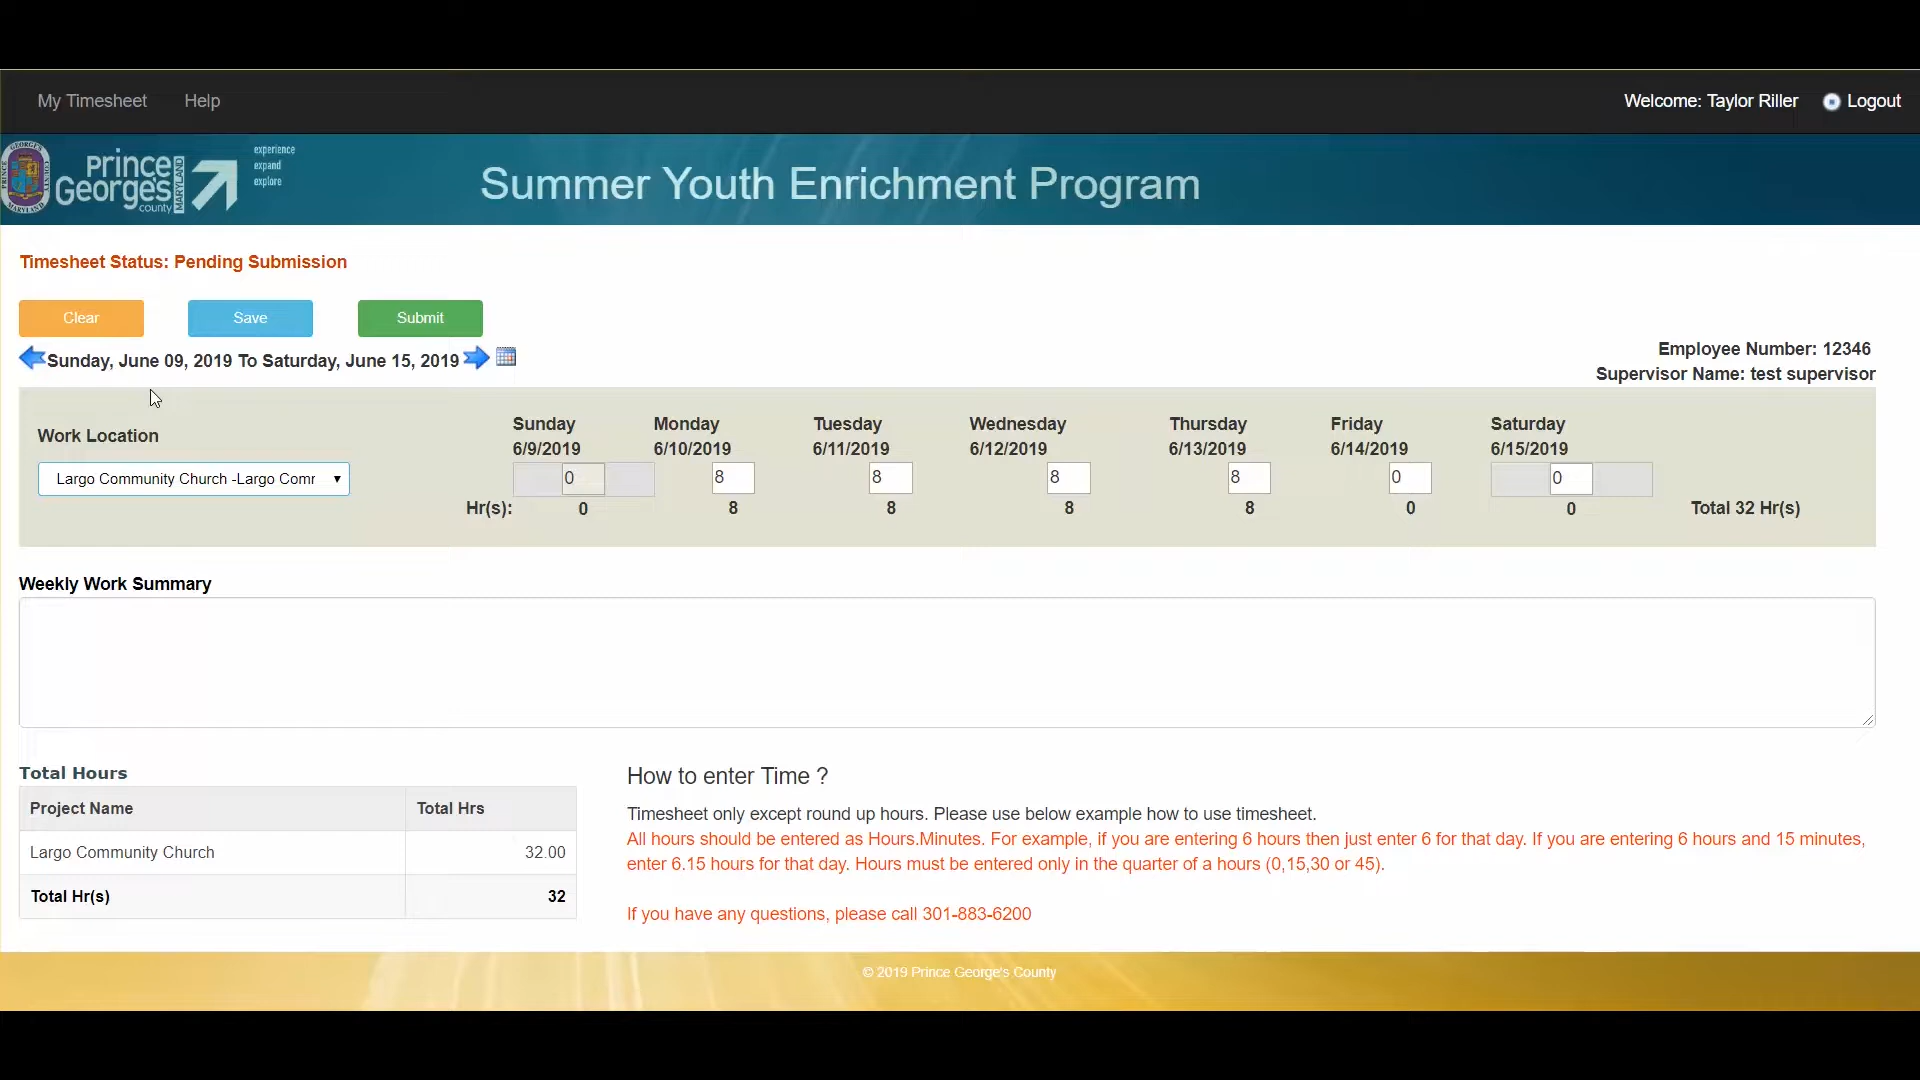 My Timesheet Help Welcome: Taylor Riller Logout
PRINCE GEORGE'S COUNTY MARYLAND
Prince George's county MARYLAND
experience
expand
explore
Summer Youth Enrichment Program
Timesheet Status: Pending Submission
Clear Save Submit
Sunday, June 09, 2019 To Saturday, June 15, 2019
Employee Number: 12346
Supervisor Name: test supervisor
Work Location
Largo Community Church -Largo Comr
Sunday Monday Tuesday Wednesday Thursday Friday Saturday
6/9/2019 6/10/2019 6/11/2019 6/12/2019 6/13/2019 6/14/2019 6/15/2019
0 8 8 8 8 0 0
Hr(s): 0 8 8 8 8 0 0 Total 32 Hr(s)
Weekly Work Summary
Total Hours
Project Name Total Hrs
Largo Community Church 32.00
Total Hr(s) 32
How to enter Time ?
Timesheet only except round up hours. Please use below example how to use timesheet.
All hours should be entered as Hours.Minutes. For example, if you are entering 6 hours then just enter 6 for that day. If you are entering 6 hours and 15 minutes,
enter 6.15 hours for that day. Hours must be entered only in the quarter of a hours (0,15,30 or 45).
If you have any questions, please call 301-883-6200
© 2019 Prince George's County